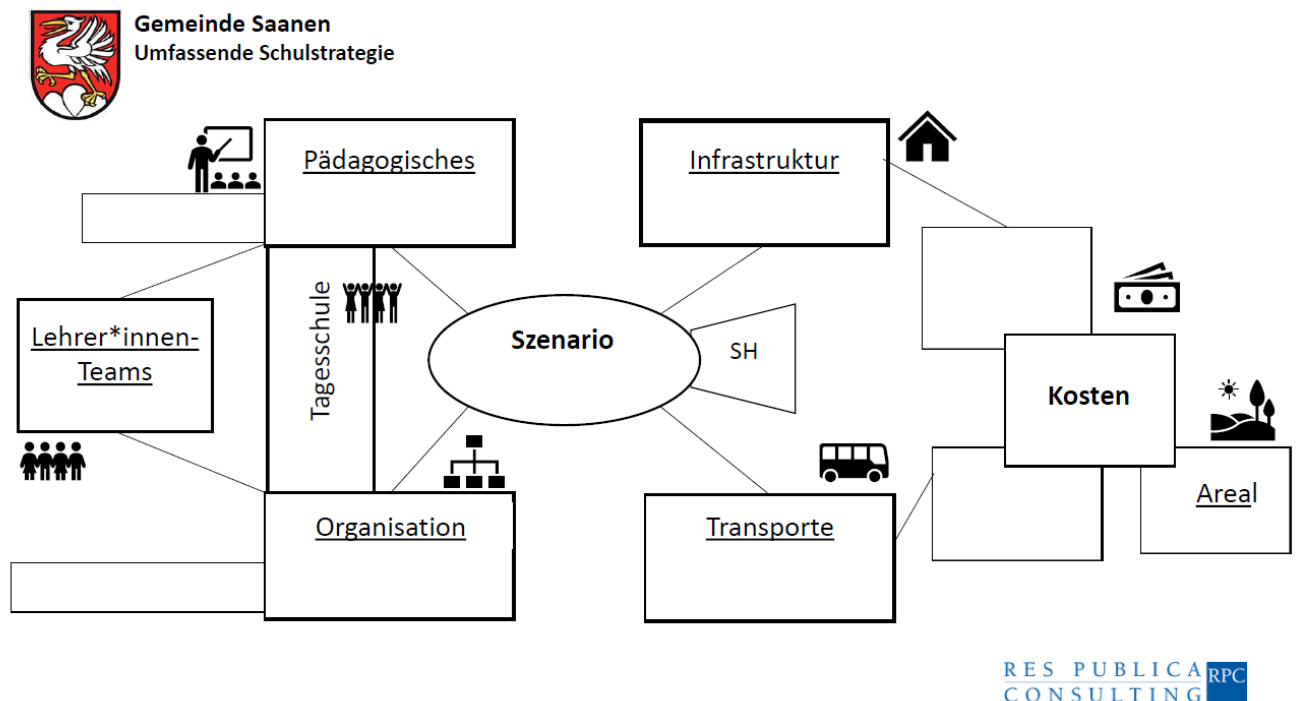 Gemeinde Saanen
Umfassende Schulstrategie
Pädagogisches
Infrastruktur
Lehrer*innen-
Teams
Tagesschule
Szenario
SH
Kosten
Areal
Organisation
Transporte
RES PUBLICA
CONSULTING
RPC